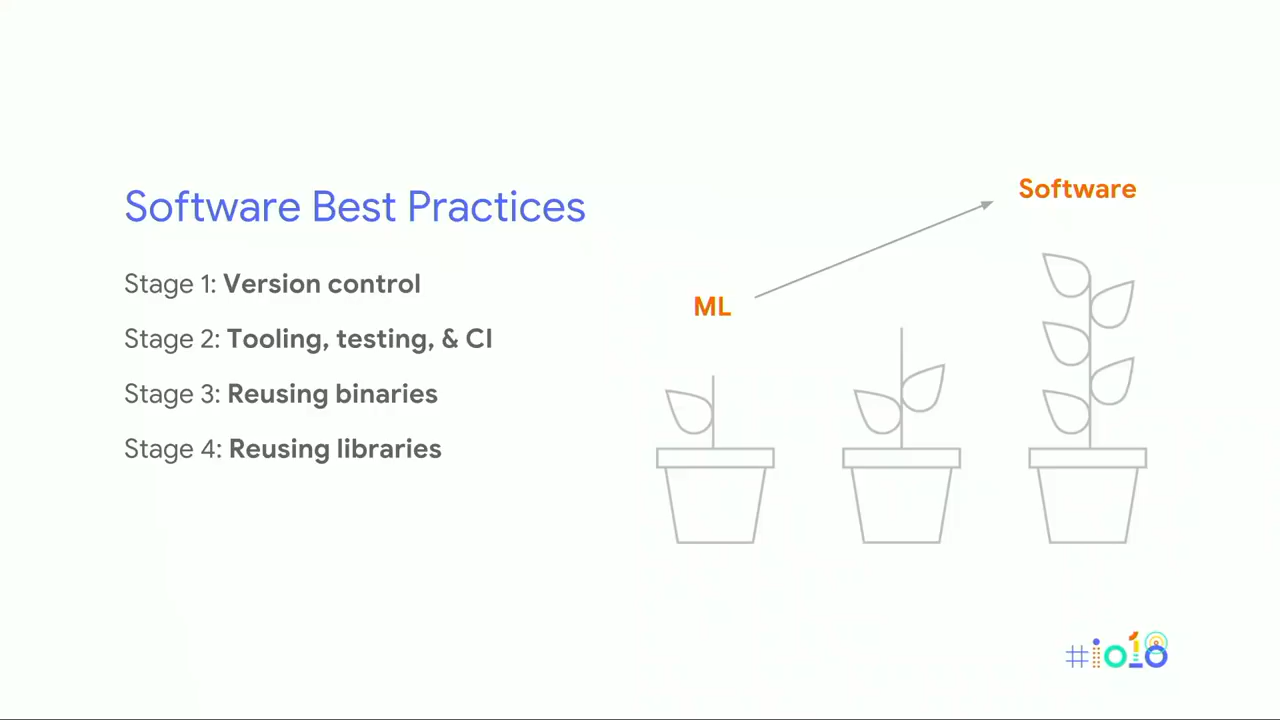 Software Best Practices
Stage 1: Version control
Stage 2: Tooling, testing, & CI
Stage 3: Reusing binaries
Stage 4: Reusing libraries
Software
ML
#io18